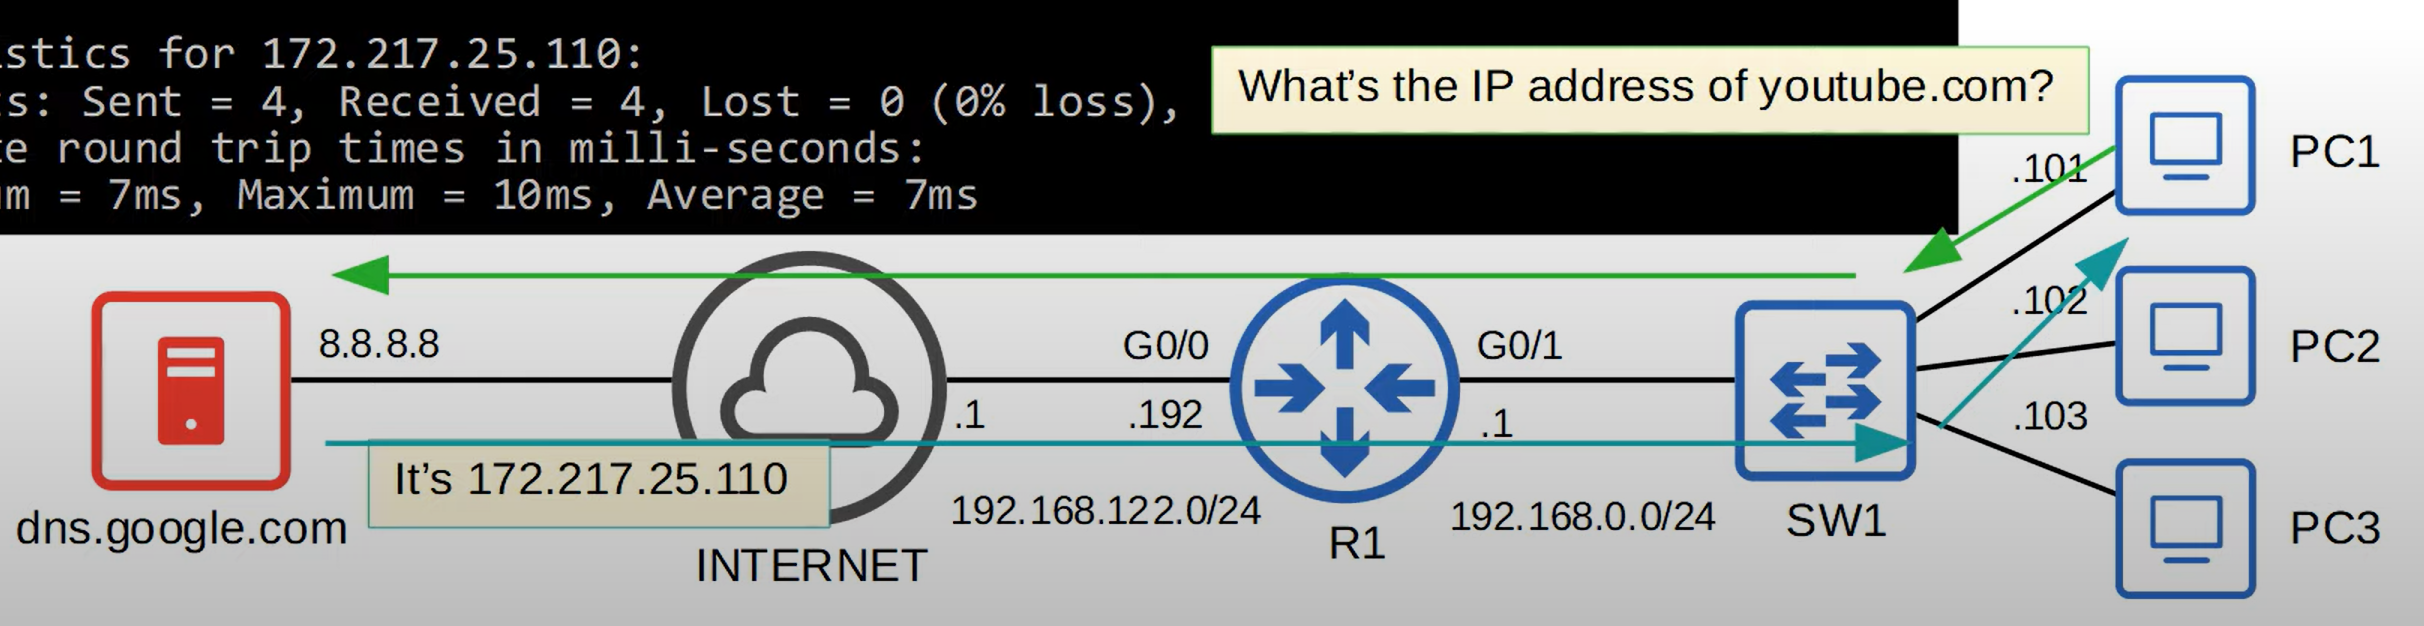 stics for 172.217.25.110:
ts: Sent = 4, Received = 4, Lost = 0 (0% loss),
te round trip times in milli-seconds:
um = 7ms, Maximum = 10ms, Average = 7ms
What's the IP address of youtube.com?
.101
PC1
.102
PC2
.103
PC3
8.8.8.8
G0/0
G0/1
.1
.192
.1
It's 172.217.25.110
dns.google.com
INTERNET
192.168.122.0/24
R1
192.168.0.0/24
SW1